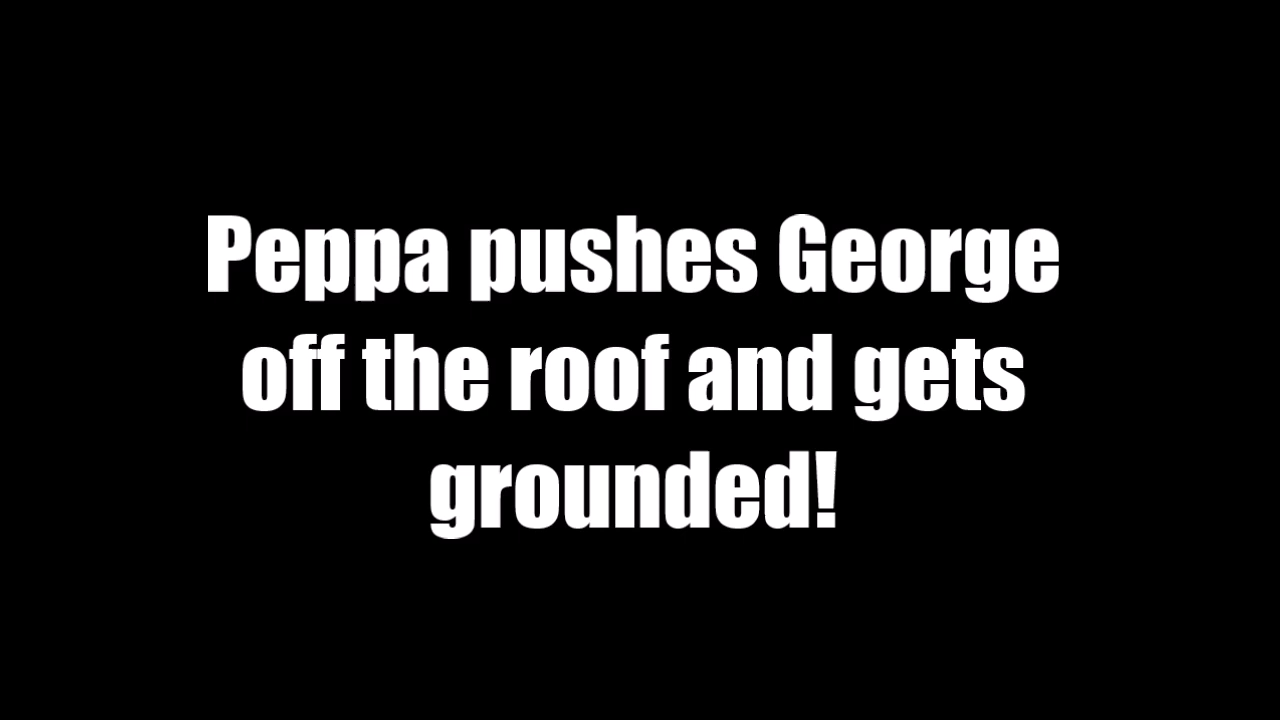 Peppa pushes George
off the roof and gets
grounded!